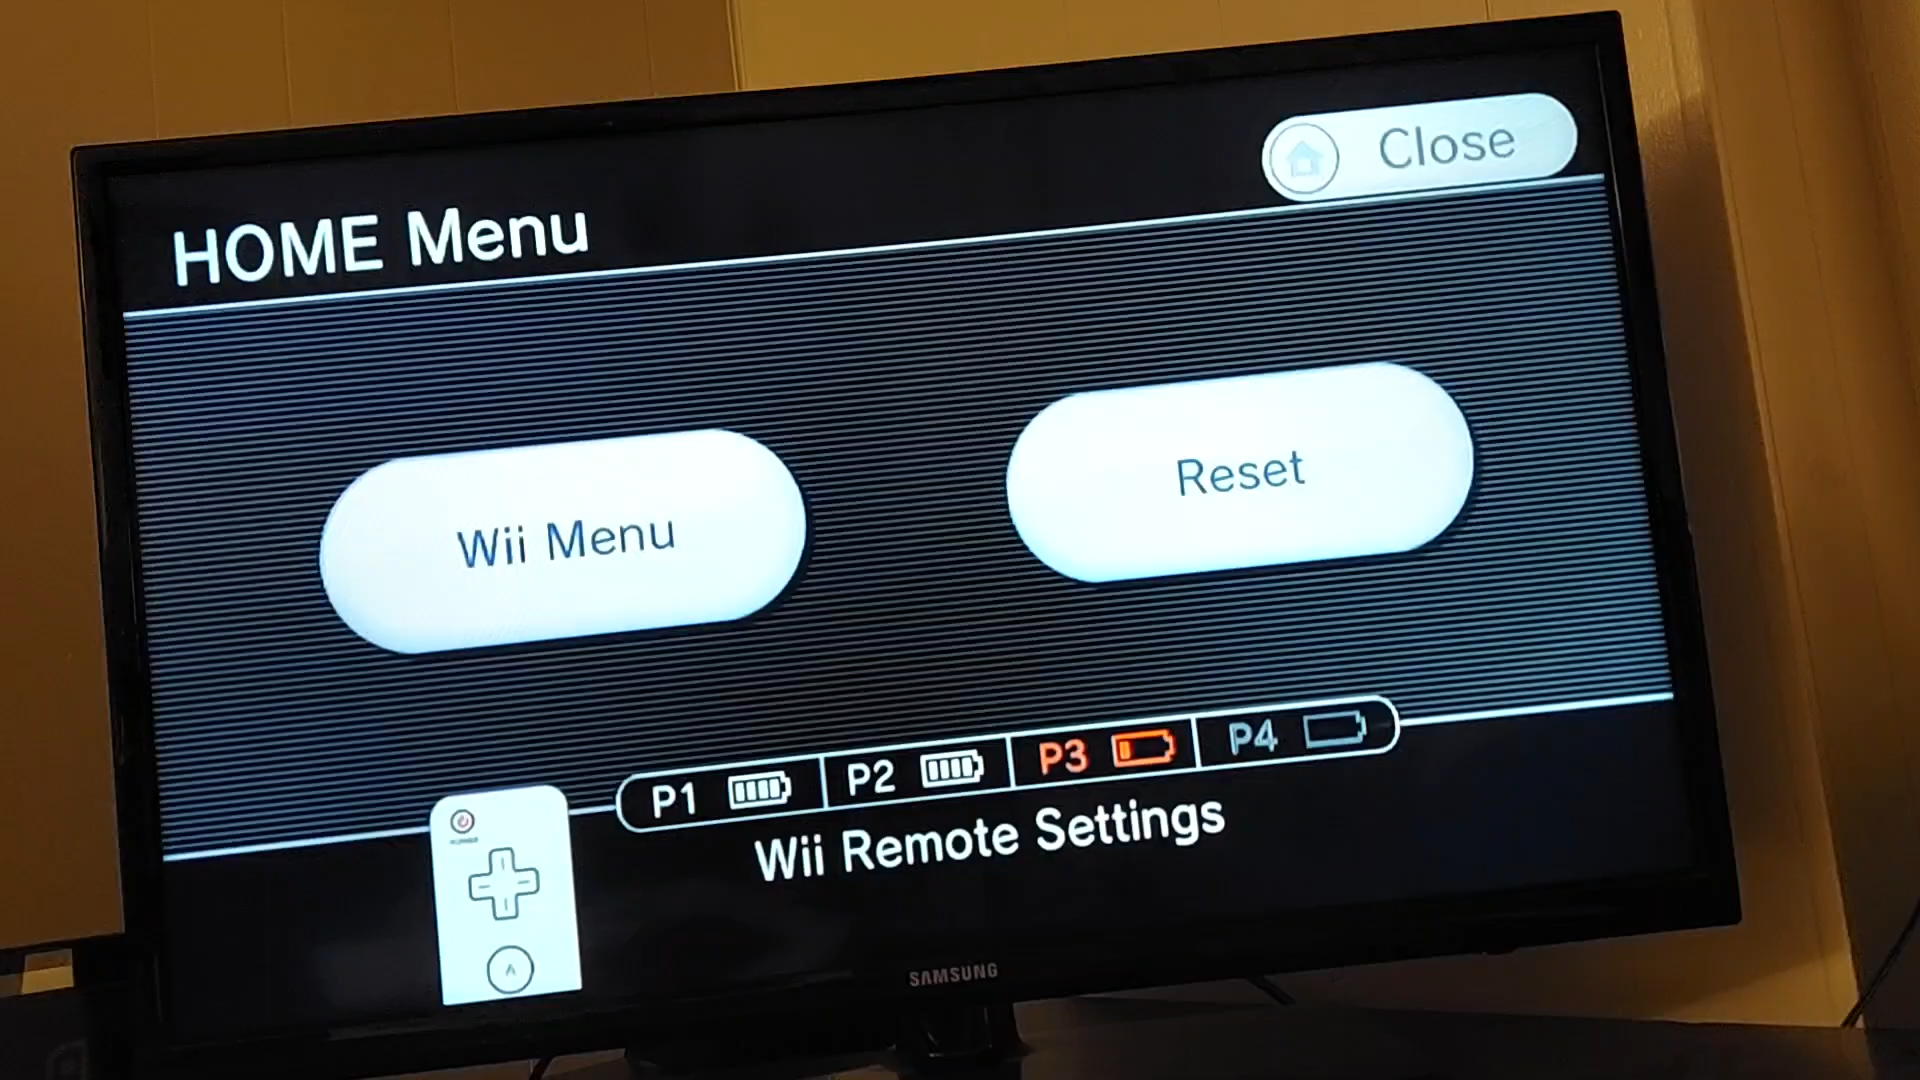 Close
HOME Menu
Wii Menu
Reset
P1 P2 P3 P4
Wii Remote Settings
A
SAMSUNG